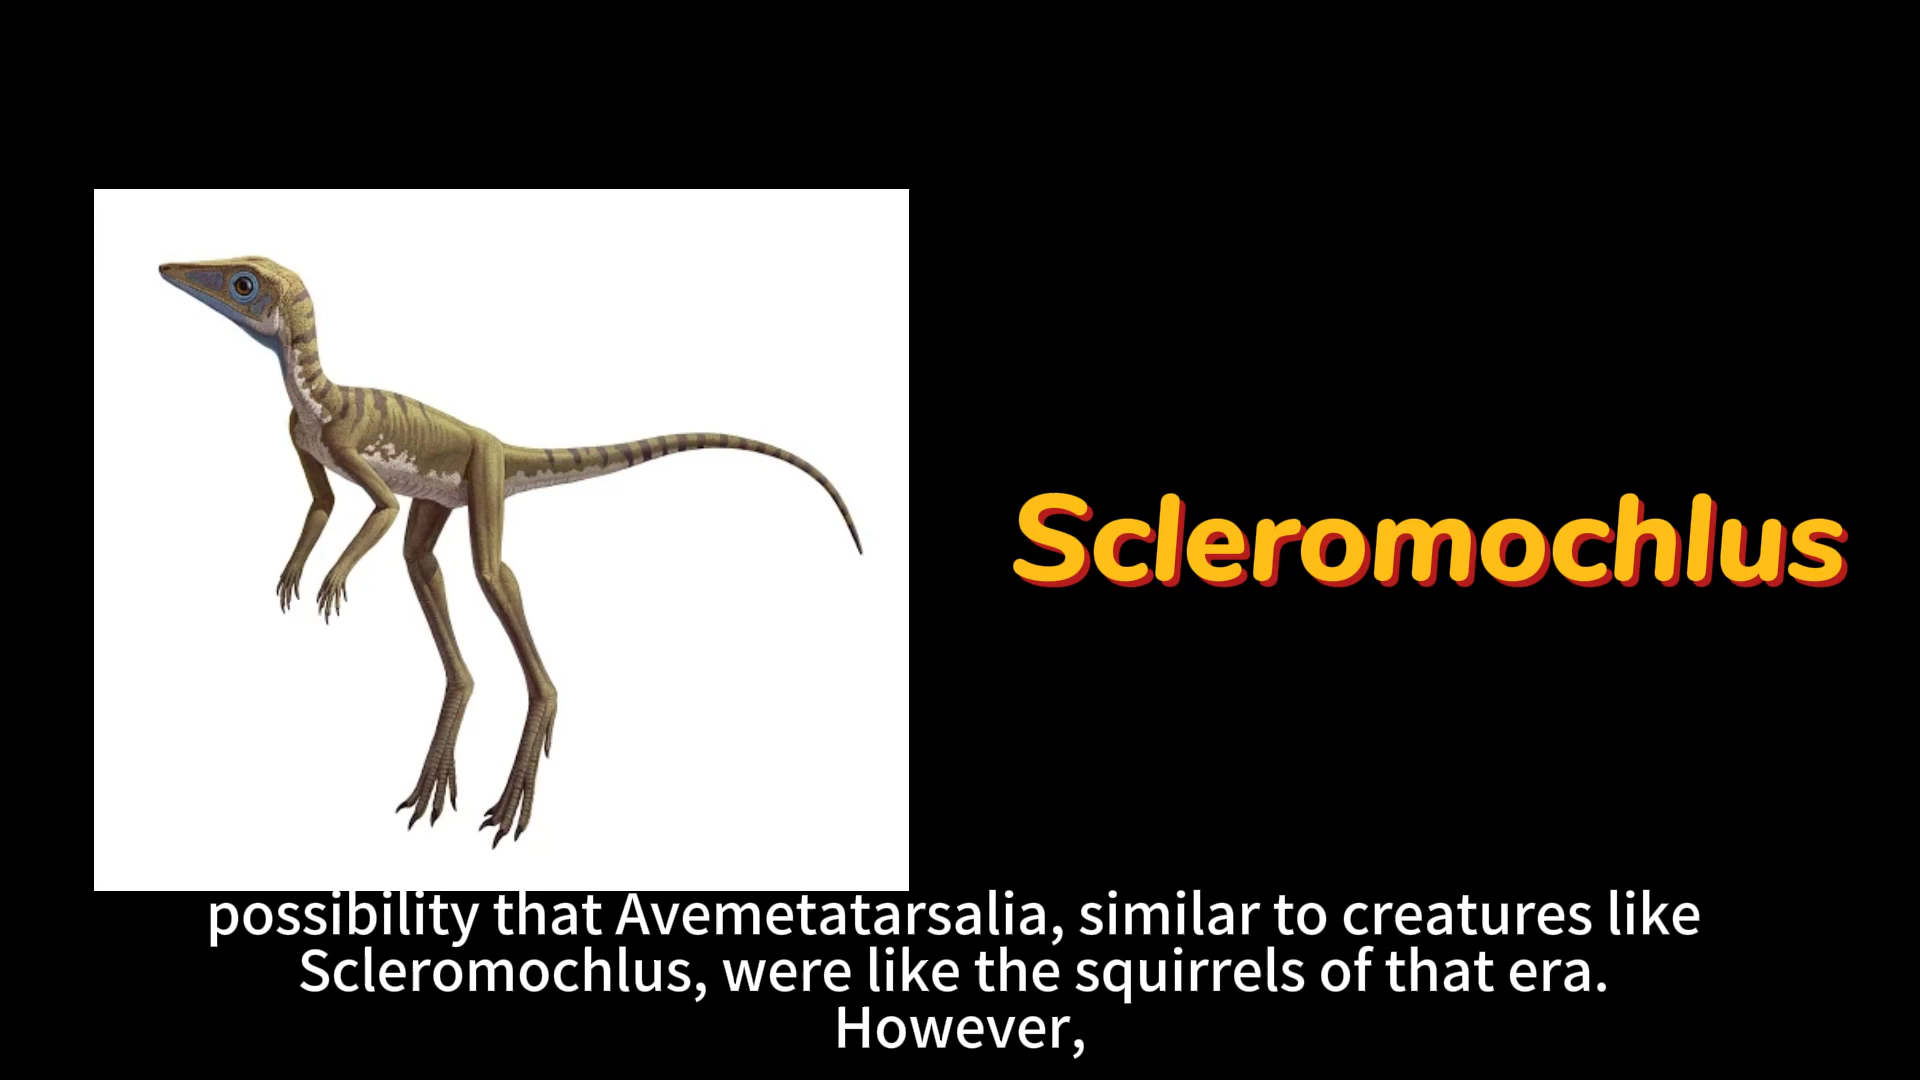 Scleromochlus
possibility that Avemetatarsalia, similar to creatures like
Scleromochlus, were like the squirrels of that era.
However,